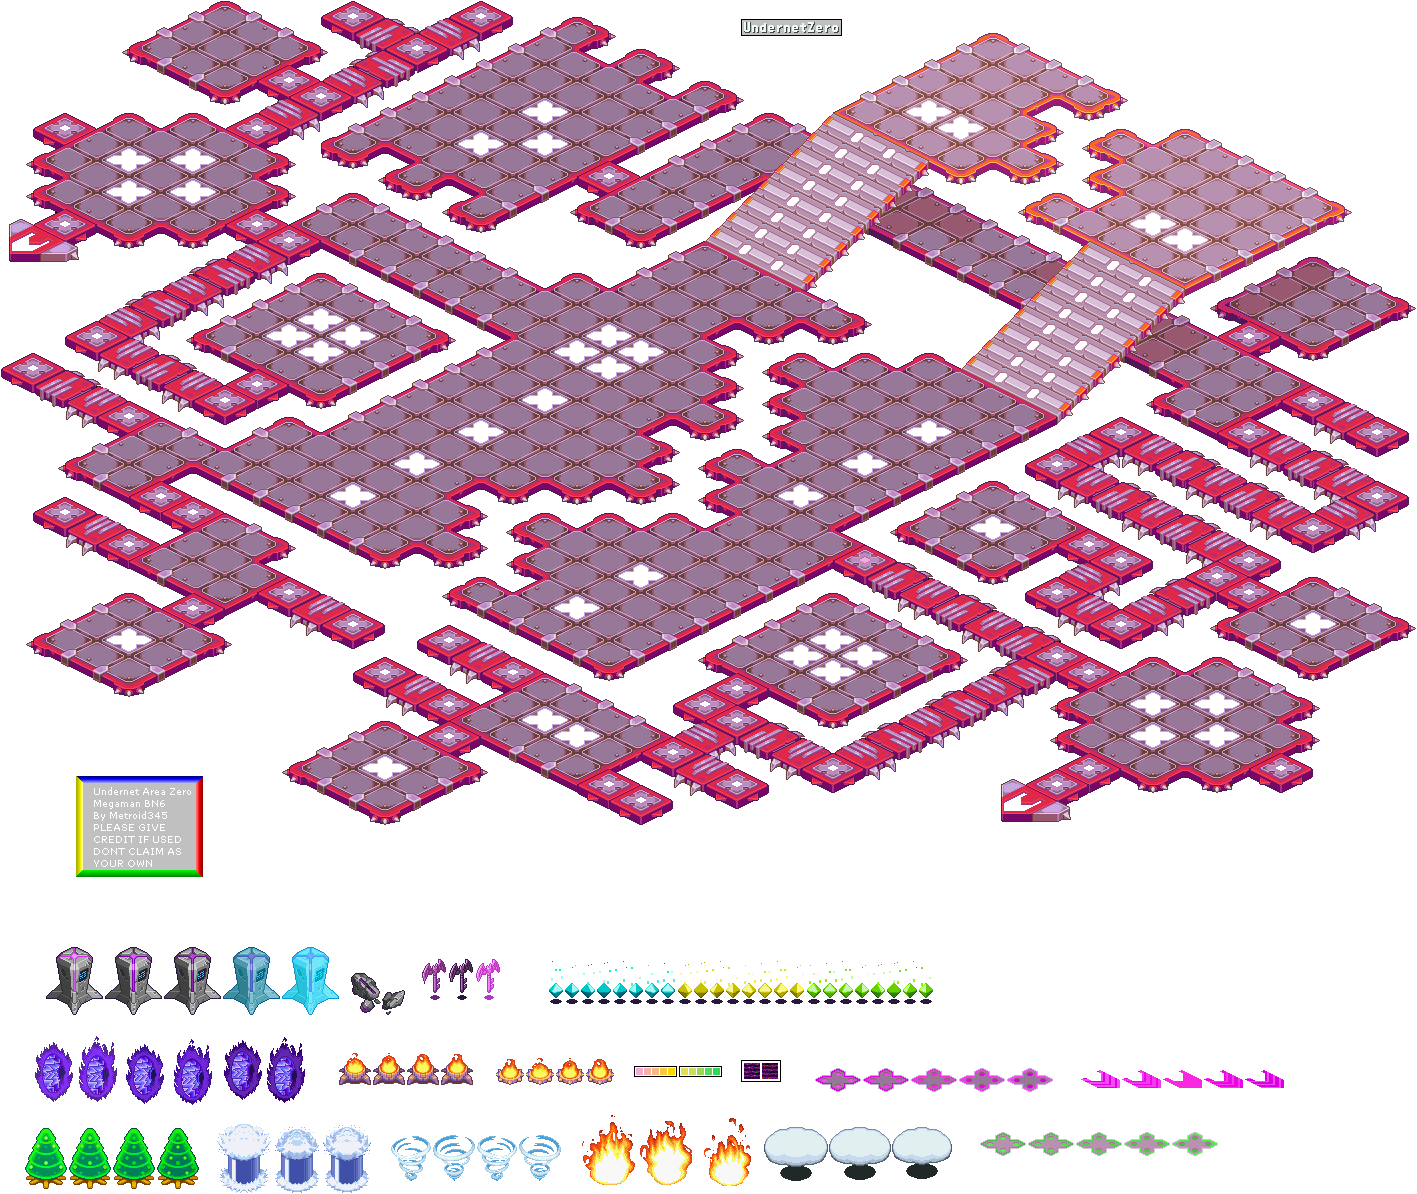 UndernetZero
Undernet Area Zero
Megaman BN6
By Metroid345
PLEASE GIVE
CREDIT IF USED
DONT CLAIM AS
YOUR OWN